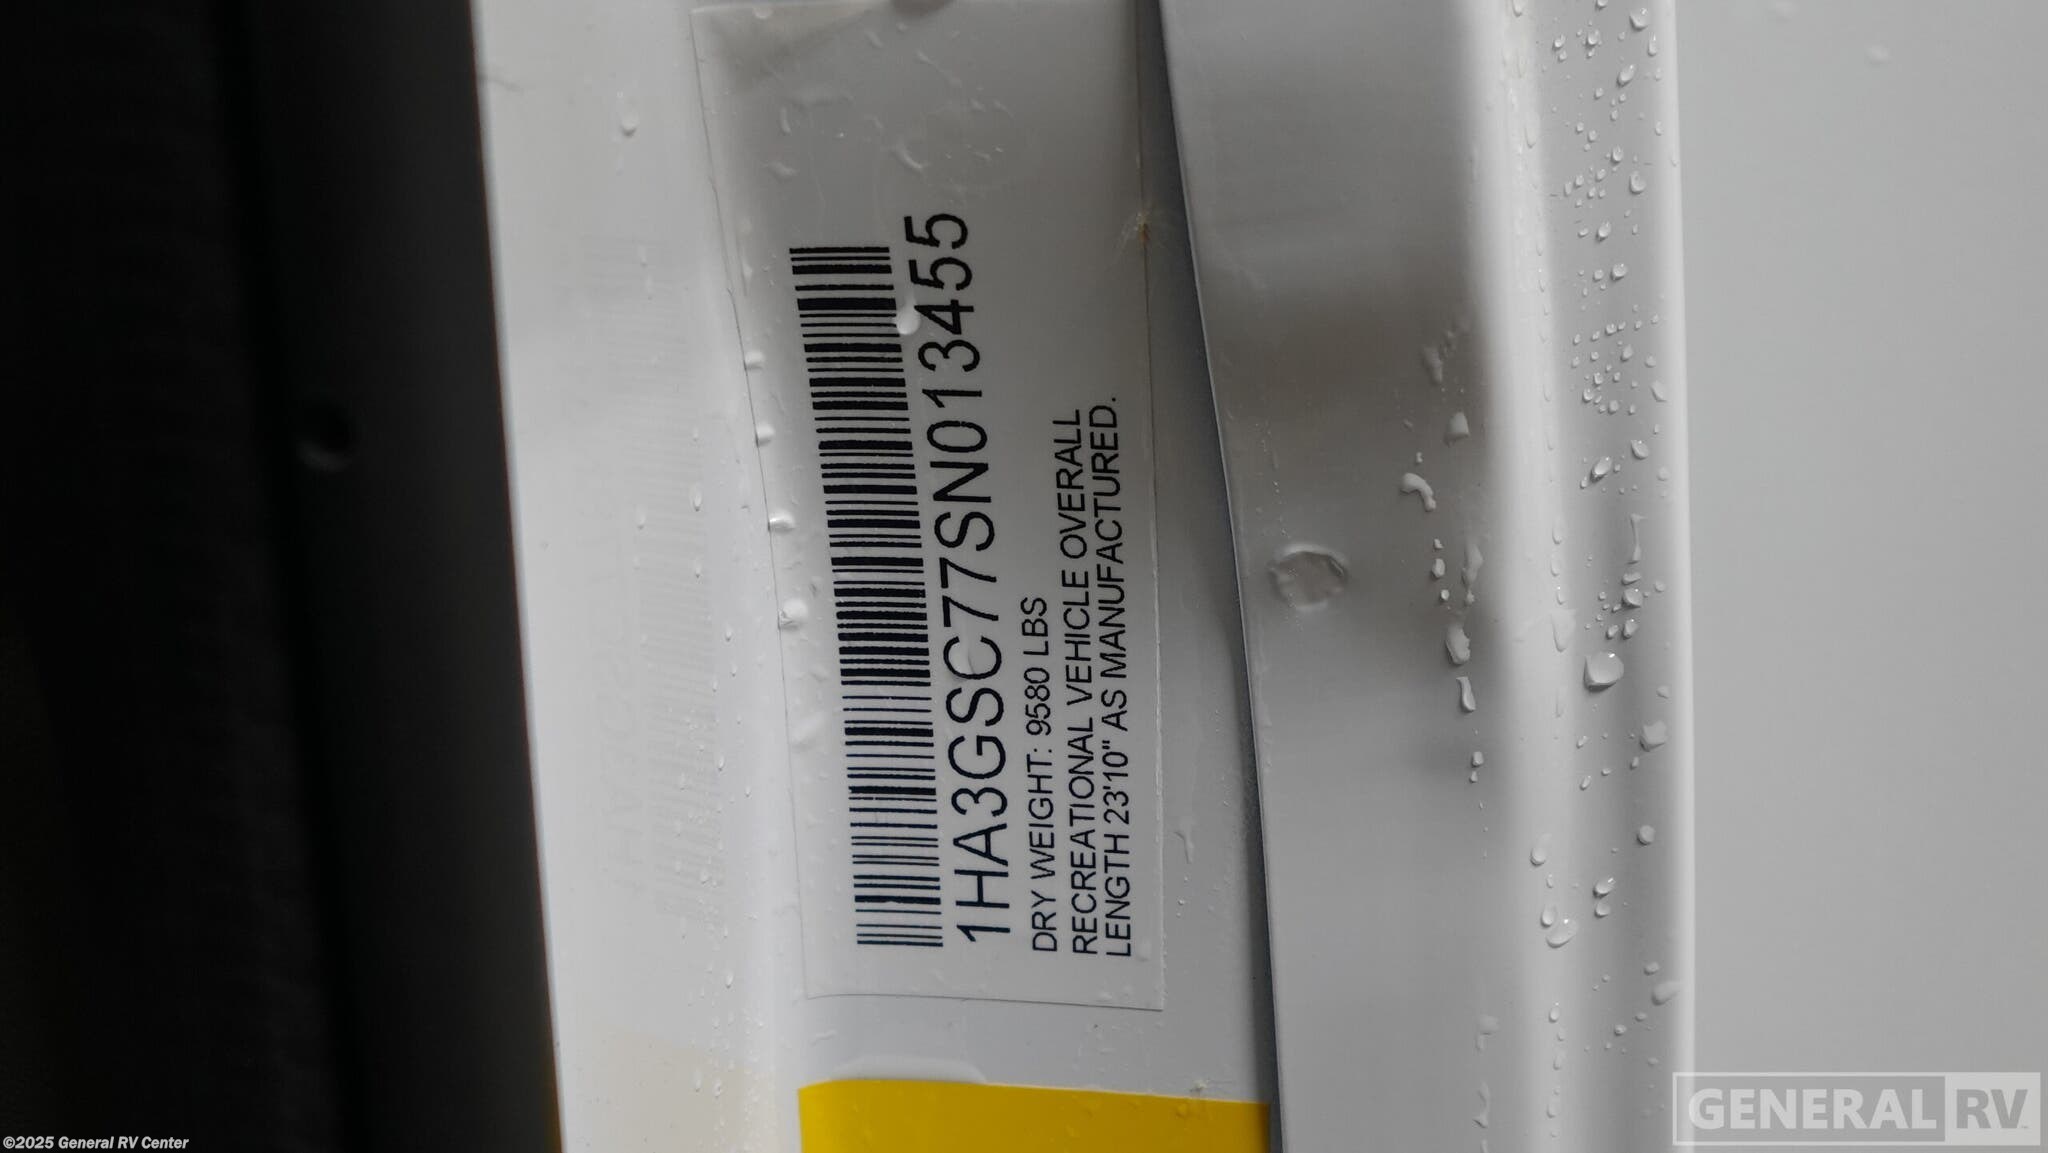 1HA3GSC77SN013455
DRY WEIGHT: 9580 LBS
RECREATIONAL VEHICLE OVERALL
LENGTH 23'10" AS MANUFACTURED.
©2025 General RV Center
GENERAL RV